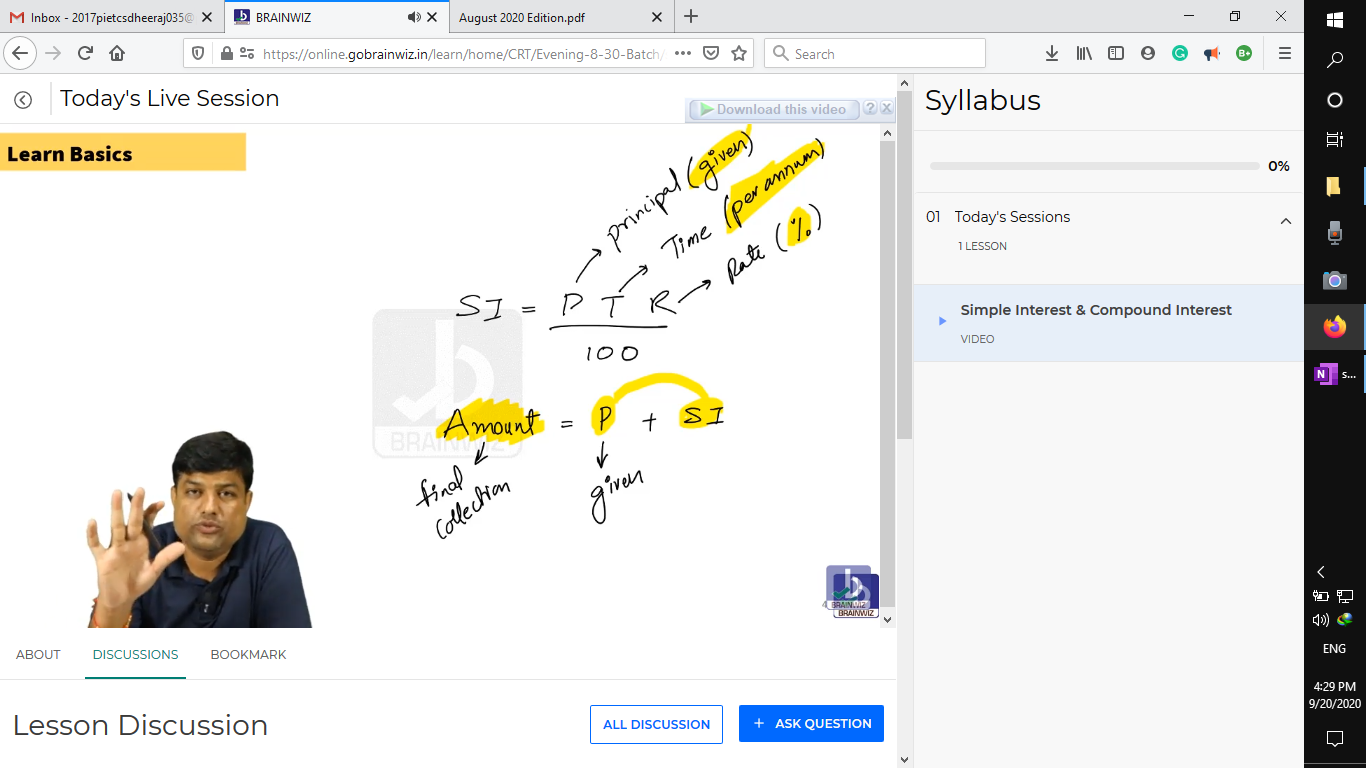 Inbox - 2017pietcsdheeraj035@
BRAINWIZ
August 2020 Edition.pdf
https://online.gobrainwiz.in/learn/home/CRT/Evening-8-30-Batch/
Search
Today's Live Session
Download this video
Learn Basics
principal (given)
Time (per annum)
Rate (%)
SI = P T R
100
Amount = P + SI
final
collection
given
BRAINWIZ
BRAINWIZ
BRAINWIZ
ABOUT
DISCUSSIONS
BOOKMARK
Lesson Discussion
ALL DISCUSSION
+ ASK QUESTION
Syllabus
0%
01 Today's Sessions
1 LESSON
Simple Interest & Compound Interest
VIDEO
N s...
ENG
4:29 PM
9/20/2020